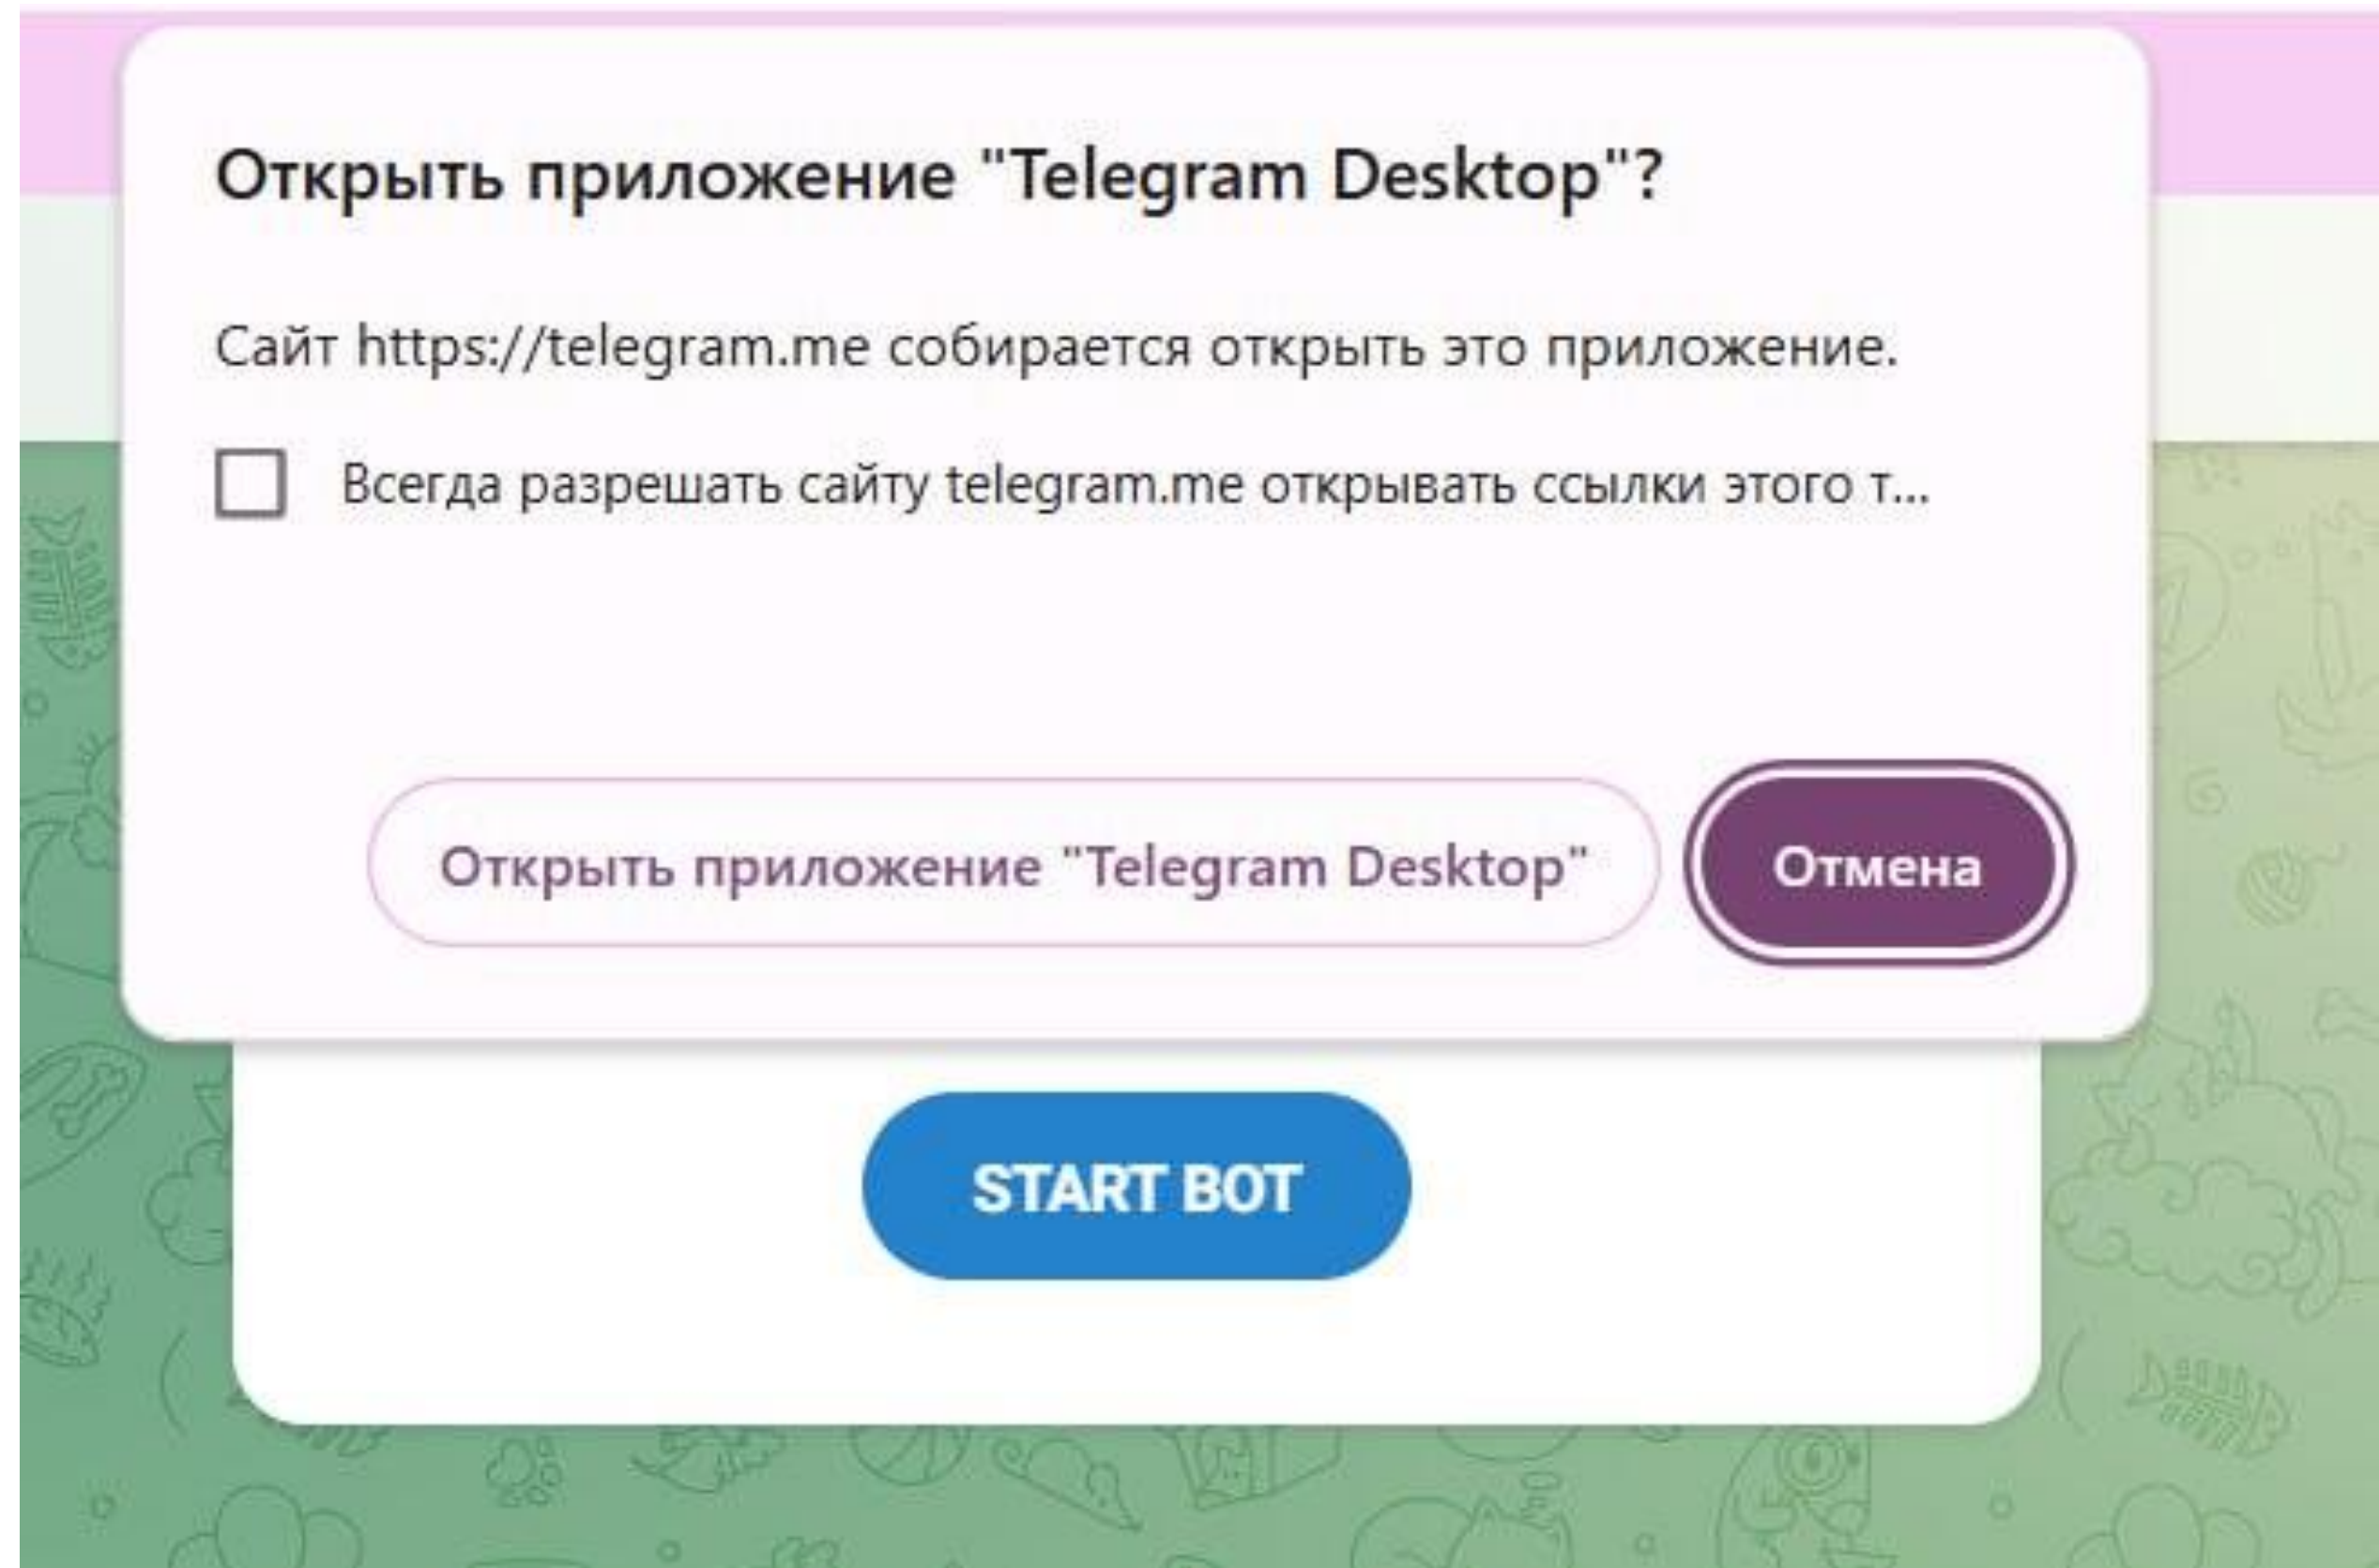 Открыть приложение "Telegram Desktop"?
Сайт https://telegram.me собирается открыть это приложение.
Всегда разрешать сайту telegram.me открывать ссылки этого т...
Открыть приложение "Telegram Desktop"
Отмена
START BOT